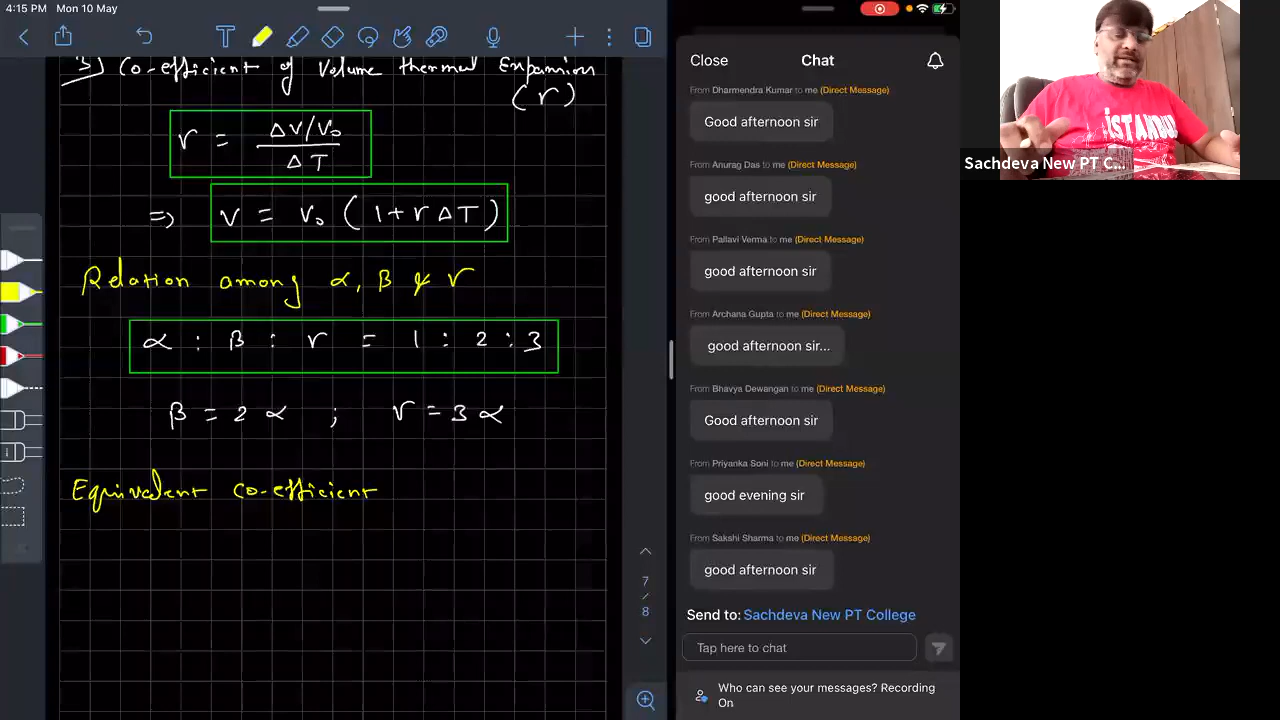 4:15 PM Mon 10 May
3) Co-efficient of Volume thermal Expansion
(r)
r = ΔV/V₀ / ΔT
=> V = V₀ (1 + r ΔT)
Relation among α, β & r
α : β : r = 1 : 2 : 3
β = 2 α ; r = 3 α
Equivalent co-efficient
7
/
8
Close Chat
From Dharmendra Kumar to me (Direct Message)
Good afternoon sir
From Anurag Das to me (Direct Message)
good afternoon sir
From Pallavi Verma to me (Direct Message)
good afternoon sir
From Archana Gupta to me (Direct Message)
good afternoon sir...
From Bhavya Dewangan to me (Direct Message)
Good afternoon sir
From Priyanka Soni to me (Direct Message)
good evening sir
From Sakshi Sharma to me (Direct Message)
good afternoon sir
Send to: Sachdeva New PT College
Tap here to chat
Who can see your messages? Recording
On
İSTANBUL
Sachdeva New PT C...